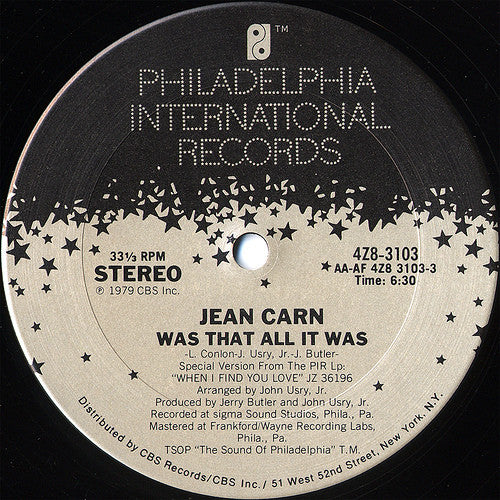 TM
PHILADELPHIA
INTERNATIONAL
RECORDS
33⅓ RPM
STEREO
℗ 1979 CBS Inc.
4Z8-3103
AA-AF 4Z8 3103-3
Time: 6:30
JEAN CARN
WAS THAT ALL IT WAS
-L. Conlon-J. Usry, Jr.-J. Butler-
Special Version From The PIR Lp:
"WHEN I FIND YOU LOVE" JZ 36196
Arranged by John Usry, Jr.
Produced by Jerry Butler and John Usry, Jr.
Recorded at sigma Sound Studios, Phila., Pa.
Mastered at Frankford/Wayne Recording Labs,
Phila., Pa.
TSOP "The Sound Of Philadelphia" T.M.
Distributed by CBS Records/CBS Inc./ 51 West 52nd Street, New York, N.Y.